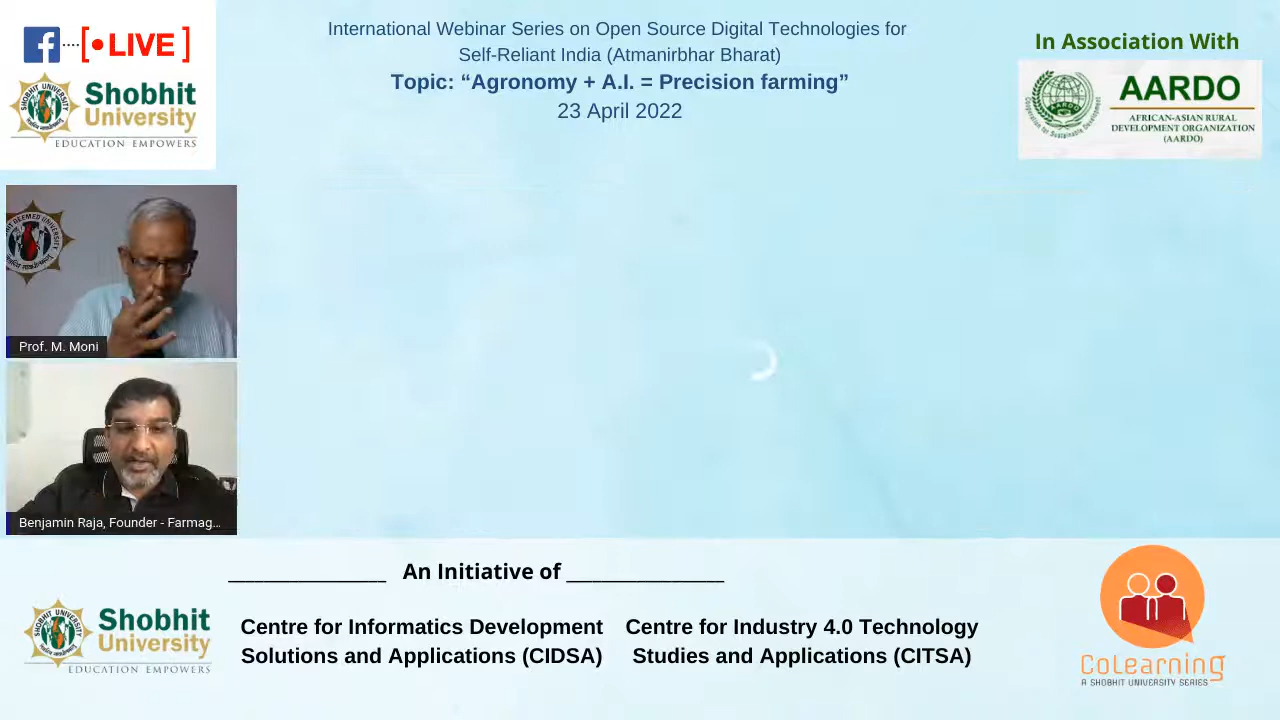 LIVE
Shobhit
University
EDUCATION EMPOWERS
International Webinar Series on Open Source Digital Technologies for
Self-Reliant India (Atmanirbhar Bharat)
Topic: “Agronomy + A.I. = Precision farming”
23 April 2022
In Association With
AARDO
AFRICAN-ASIAN RURAL
DEVELOPMENT ORGANIZATION
(AARDO)
Prof. M. Moni
Benjamin Raja, Founder - Farmag...
An Initiative of
Shobhit
University
EDUCATION EMPOWERS
Centre for Informatics Development
Solutions and Applications (CIDSA)
Centre for Industry 4.0 Technology
Studies and Applications (CITSA)
CoLearning
A SHOBHIT UNIVERSITY SERIES